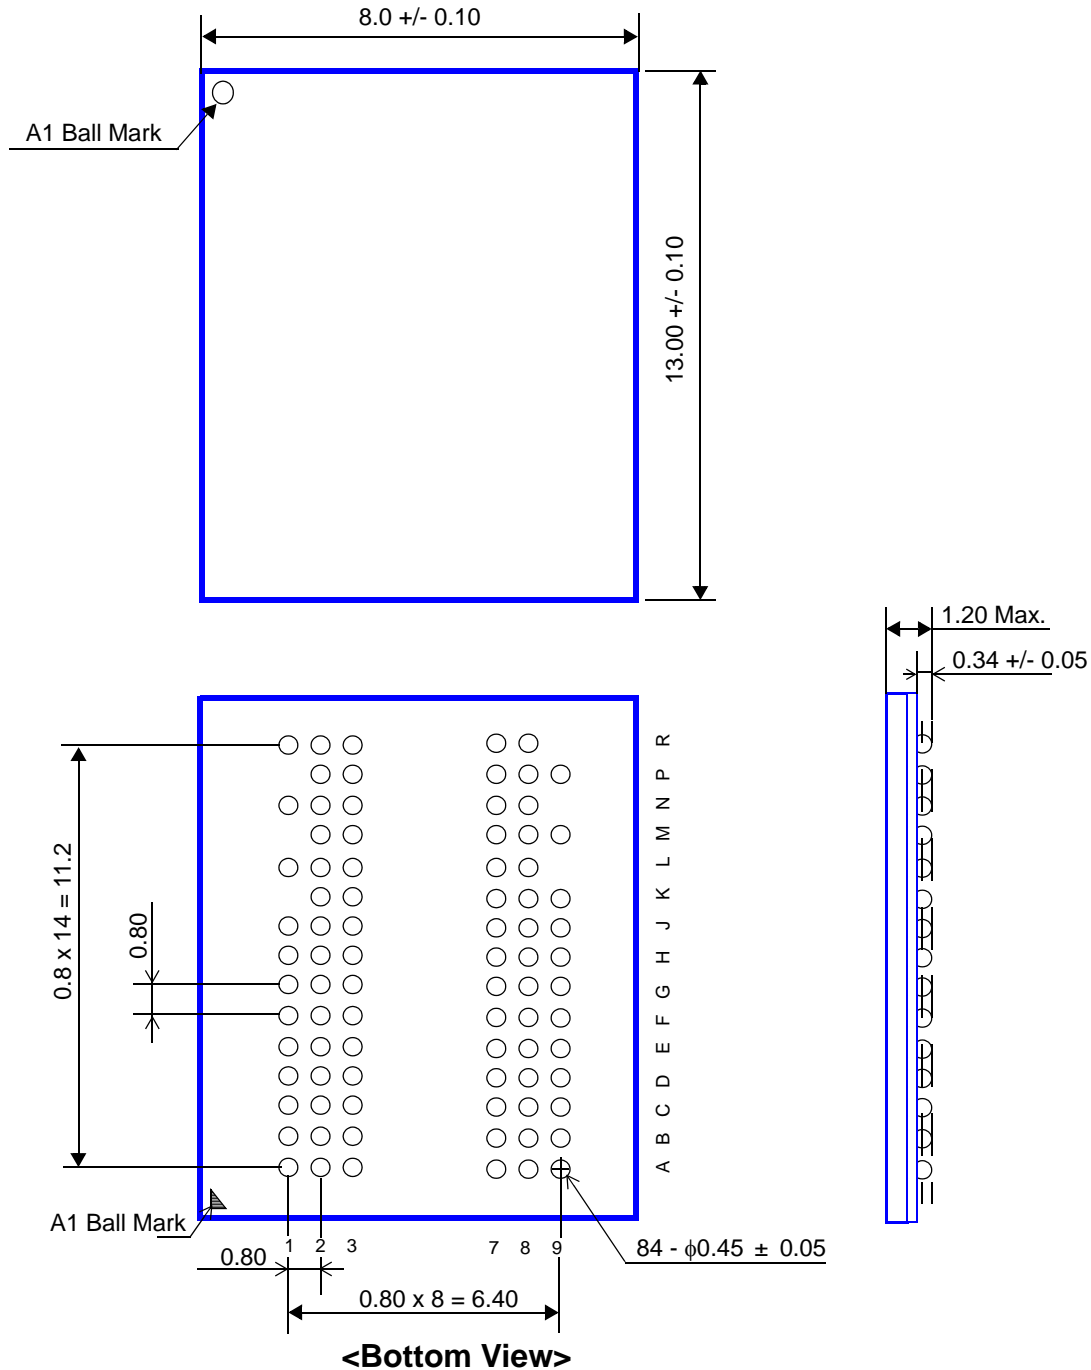 8.0 +/- 0.10
A1 Ball Mark
13.00 +/- 0.10
1.20 Max.
0.34 +/- 0.05
R
P
N
M
L
K
J
H
G
F
E
D
C
B
A
0.8 x 14 = 11.2
0.80
A1 Ball Mark
1 2 3 7 8 9
0.80
84 - ϕ0.45 ± 0.05
0.80 x 8 = 6.40
<Bottom View>